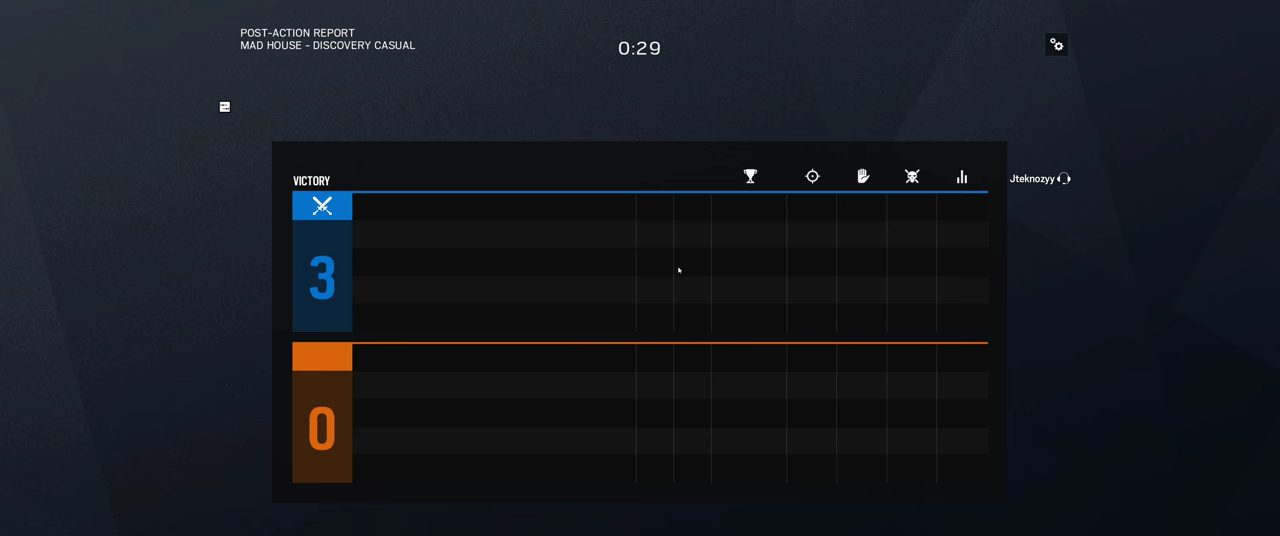 POST-ACTION REPORT
MAD HOUSE - DISCOVERY CASUAL
0:29
VICTORY
Jteknozyy
3
0